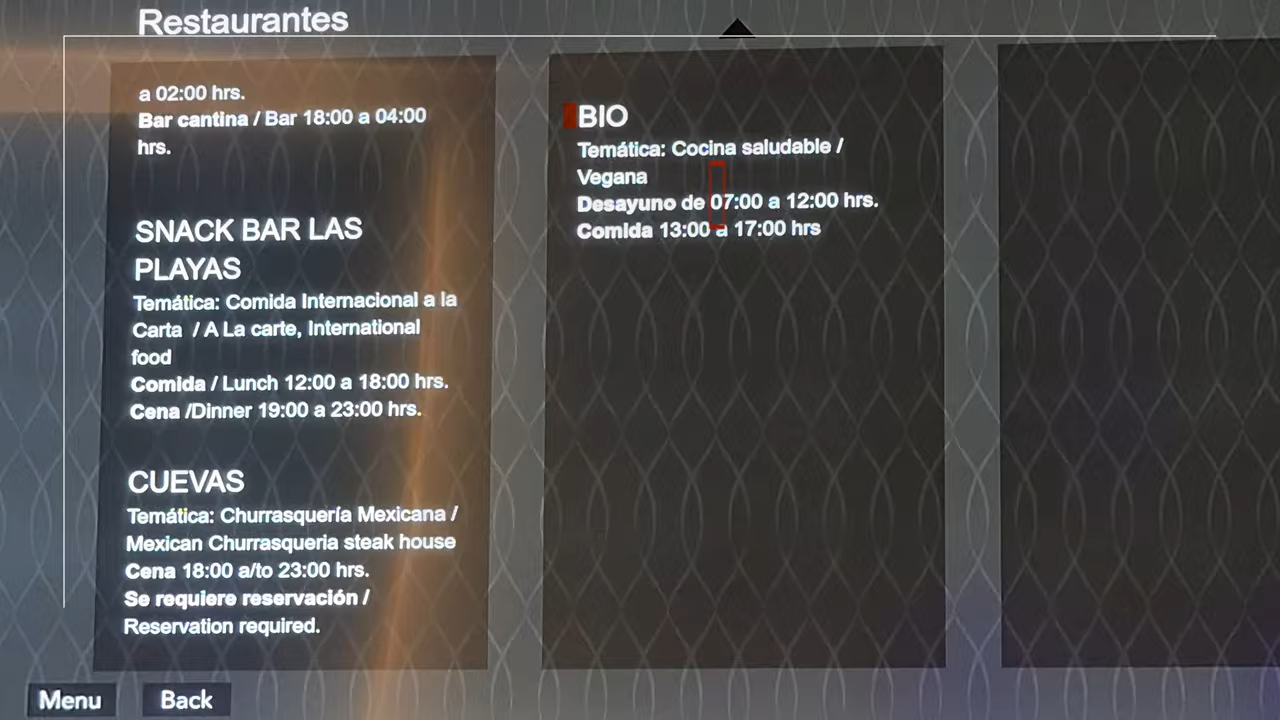 Restaurantes
a 02:00 hrs.
Bar cantina / Bar 18:00 a 04:00
hrs.
SNACK BAR LAS
PLAYAS
Temática: Comida Internacional a la
Carta / A La carte, International
food
Comida / Lunch 12:00 a 18:00 hrs.
Cena /Dinner 19:00 a 23:00 hrs.
CUEVAS
Temática: Churrasquería Mexicana /
Mexican Churrasqueria steak house
Cena 18:00 a/to 23:00 hrs.
Se requiere reservación /
Reservation required.
BIO
Temática: Cocina saludable /
Vegana
Desayuno de 07:00 a 12:00 hrs.
Comida 13:00 a 17:00 hrs
Menu
Back